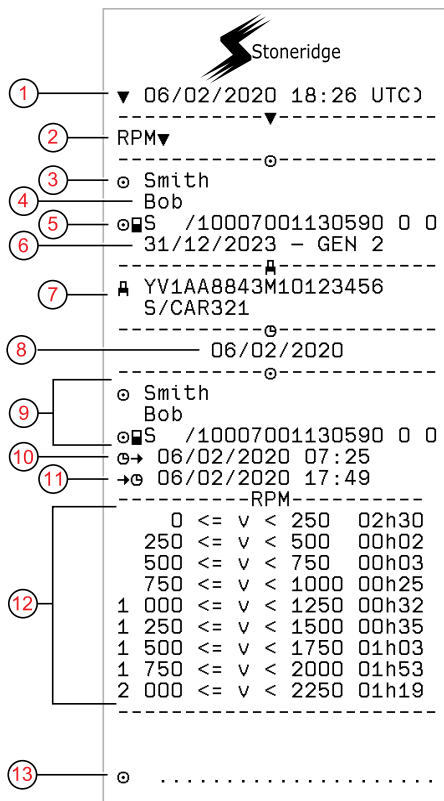 Stoneridge
1 ▼ 06/02/2020 18:26 UTC)
--------------▼--------------
2 RPM▼
--------------⊙--------------
3 ⊙ Smith
4 Bob
5 ⊙S /10007001130590 0 0
6 31/12/2023 – GEN 2
-----------------------------
7 YV1AA8843M10123456
S/CAR321
-----------------------------
8 06/02/2020
--------------⊙--------------
9 ⊙ Smith
Bob
⊙S /10007001130590 0 0
10 → 06/02/2020 07:25
11 → 06/02/2020 17:49
------------RPM------------
12
0 <= v < 250 02h30
250 <= v < 500 00h02
500 <= v < 750 00h03
750 <= v < 1000 00h25
1 000 <= v < 1250 00h32
1 250 <= v < 1500 00h35
1 500 <= v < 1750 01h03
1 750 <= v < 2000 01h53
2 000 <= v < 2250 01h19
-----------------------------
13 ⊙ ......................